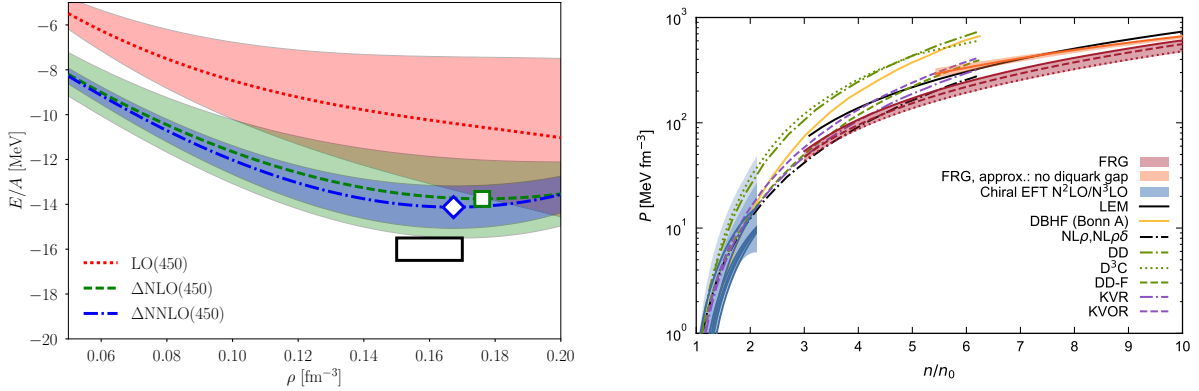 −6
−8
−10
−12
−14
−16
−18
−20
E/A [MeV]
LO(450)
ΔNLO(450)
ΔNNLO(450)
0.06 0.08 0.10 0.12 0.14 0.16 0.18 0.20
ρ [fm⁻³]
10³
10²
10¹
10⁰
P [MeV fm⁻³]
FRG
FRG, approx.: no diquark gap
Chiral EFT N²LO/N³LO
LEM
DBHF (Bonn A)
NLρ,NLρδ
DD
D³C
DD-F
KVR
KVOR
1 2 3 4 5 6 7 8 9 10
n/n₀